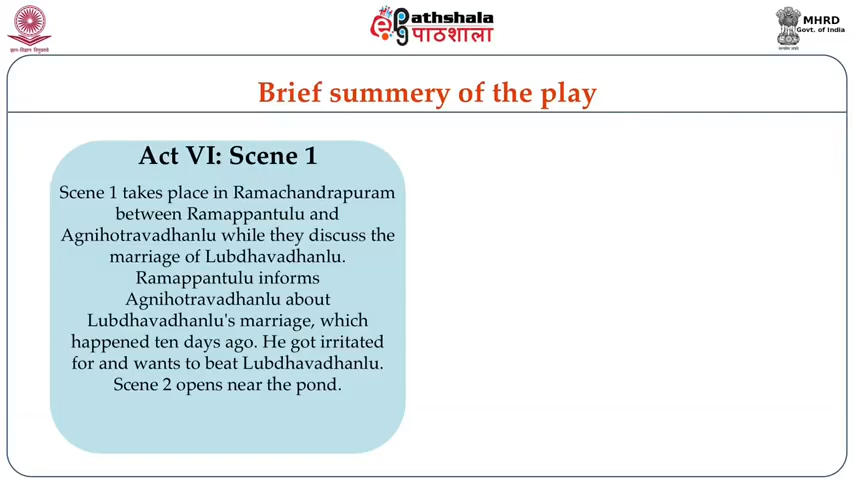 ePathshala
पाठशाला
MHRD
Govt. of India
Brief summery of the play
Act VI: Scene 1
Scene 1 takes place in Ramachandrapuram
between Ramappantulu and
Agnihotravadhanlu while they discuss the
marriage of Lubdhavadhanlu.
Ramappantulu informs
Agnihotravadhanlu about
Lubdhavadhanlu's marriage, which
happened ten days ago. He got irritated
for and wants to beat Lubdhavadhanlu.
Scene 2 opens near the pond.